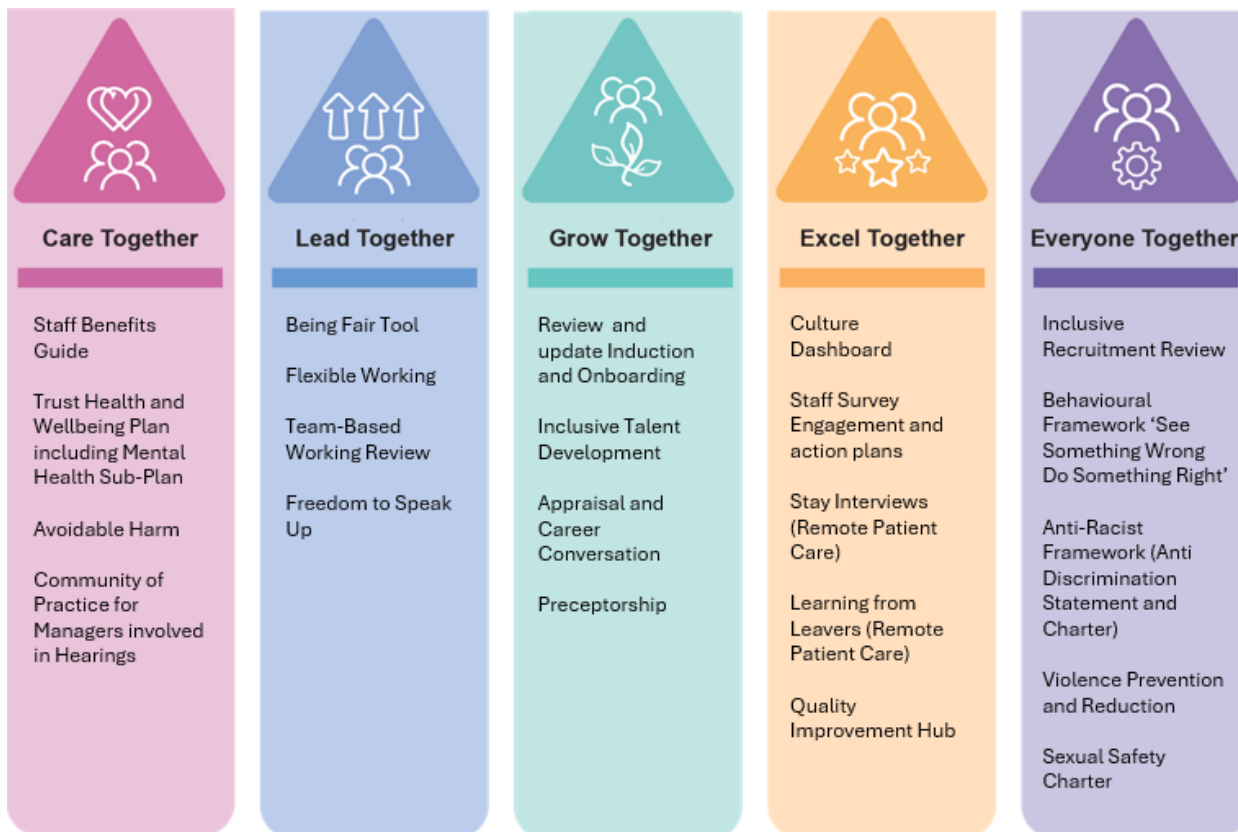 Care Together
Staff Benefits
Guide
Trust Health and
Wellbeing Plan
including Mental
Health Sub-Plan
Avoidable Harm
Community of
Practice for
Managers involved
in Hearings
Lead Together
Being Fair Tool
Flexible Working
Team-Based
Working Review
Freedom to Speak
Up
Grow Together
Review and
update Induction
and Onboarding
Inclusive Talent
Development
Appraisal and
Career
Conversation
Preceptorship
Excel Together
Culture
Dashboard
Staff Survey
Engagement and
action plans
Stay Interviews
(Remote Patient
Care)
Learning from
Leavers (Remote
Patient Care)
Quality
Improvement Hub
Everyone Together
Inclusive
Recruitment Review
Behavioural
Framework ‘See
Something Wrong
Do Something Right’
Anti-Racist
Framework (Anti
Discrimination
Statement and
Charter)
Violence Prevention
and Reduction
Sexual Safety
Charter